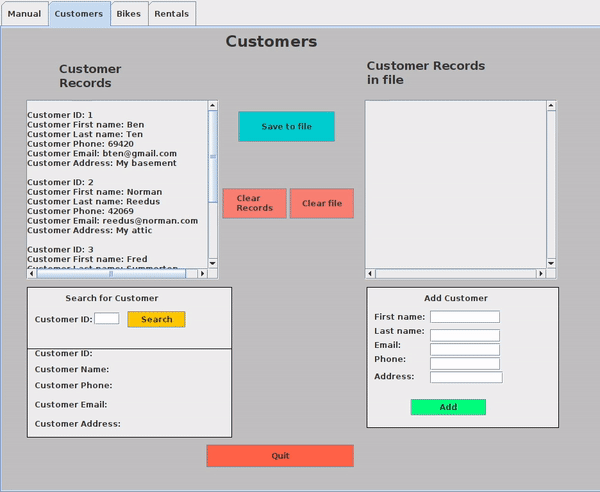 Manual
Customers
Bikes
Rentals
Customers
Customer
Records
Customer Records
in file
Customer ID: 1
Customer First name: Ben
Customer Last name: Ten
Customer Phone: 69420
Customer Email: bten@gmail.com
Customer Address: My basement
Customer ID: 2
Customer First name: Norman
Customer Last name: Reedus
Customer Phone: 42069
Customer Email: reedus@norman.com
Customer Address: My attic
Customer ID: 3
Customer First name: Fred
Customer Last name: Summerton
Save to file
Clear
Records
Clear file
Search for Customer
Customer ID:
Search
Customer ID:
Customer Name:
Customer Phone:
Customer Email:
Customer Address:
Add Customer
First name:
Last name:
Email:
Phone:
Address:
Add
Quit